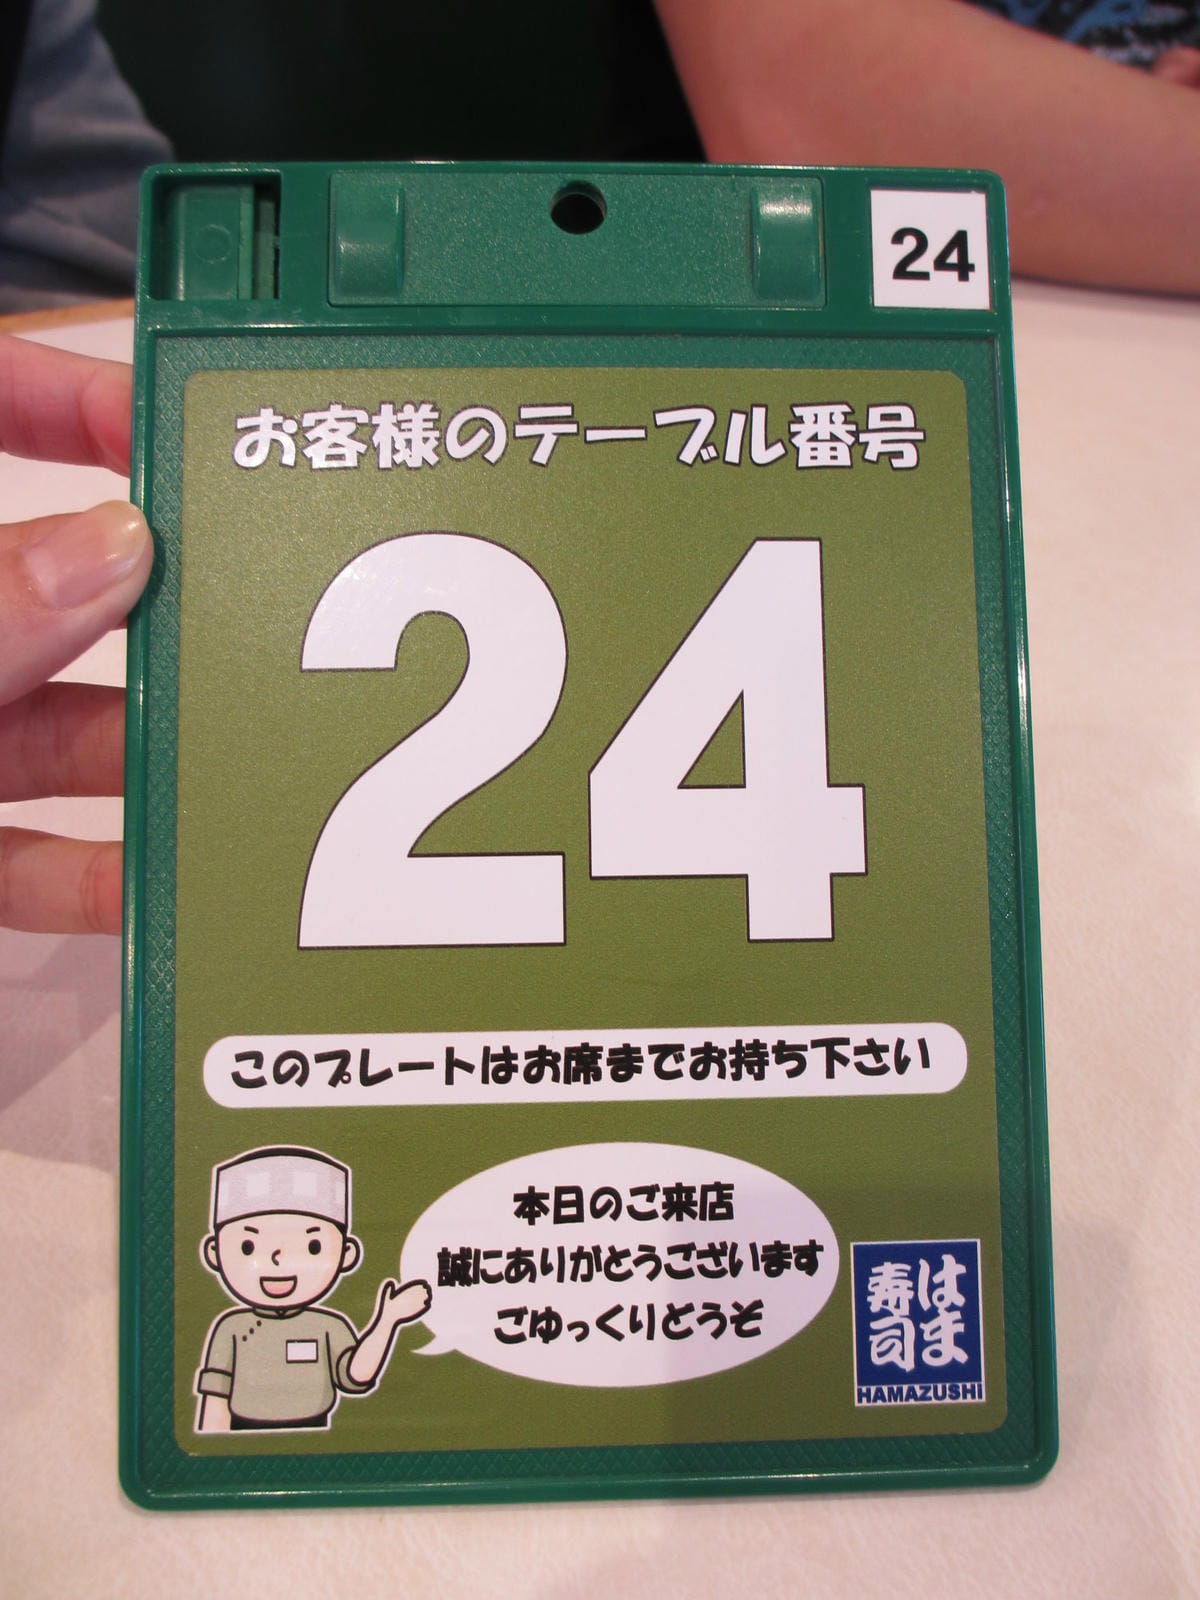 24
お客様のテーブル番号
24
このプレートはお席までお持ち下さい
本日のご来店
誠にありがとうございます
ごゆっくりどうぞ
はま
寿司
HAMAZUSHI